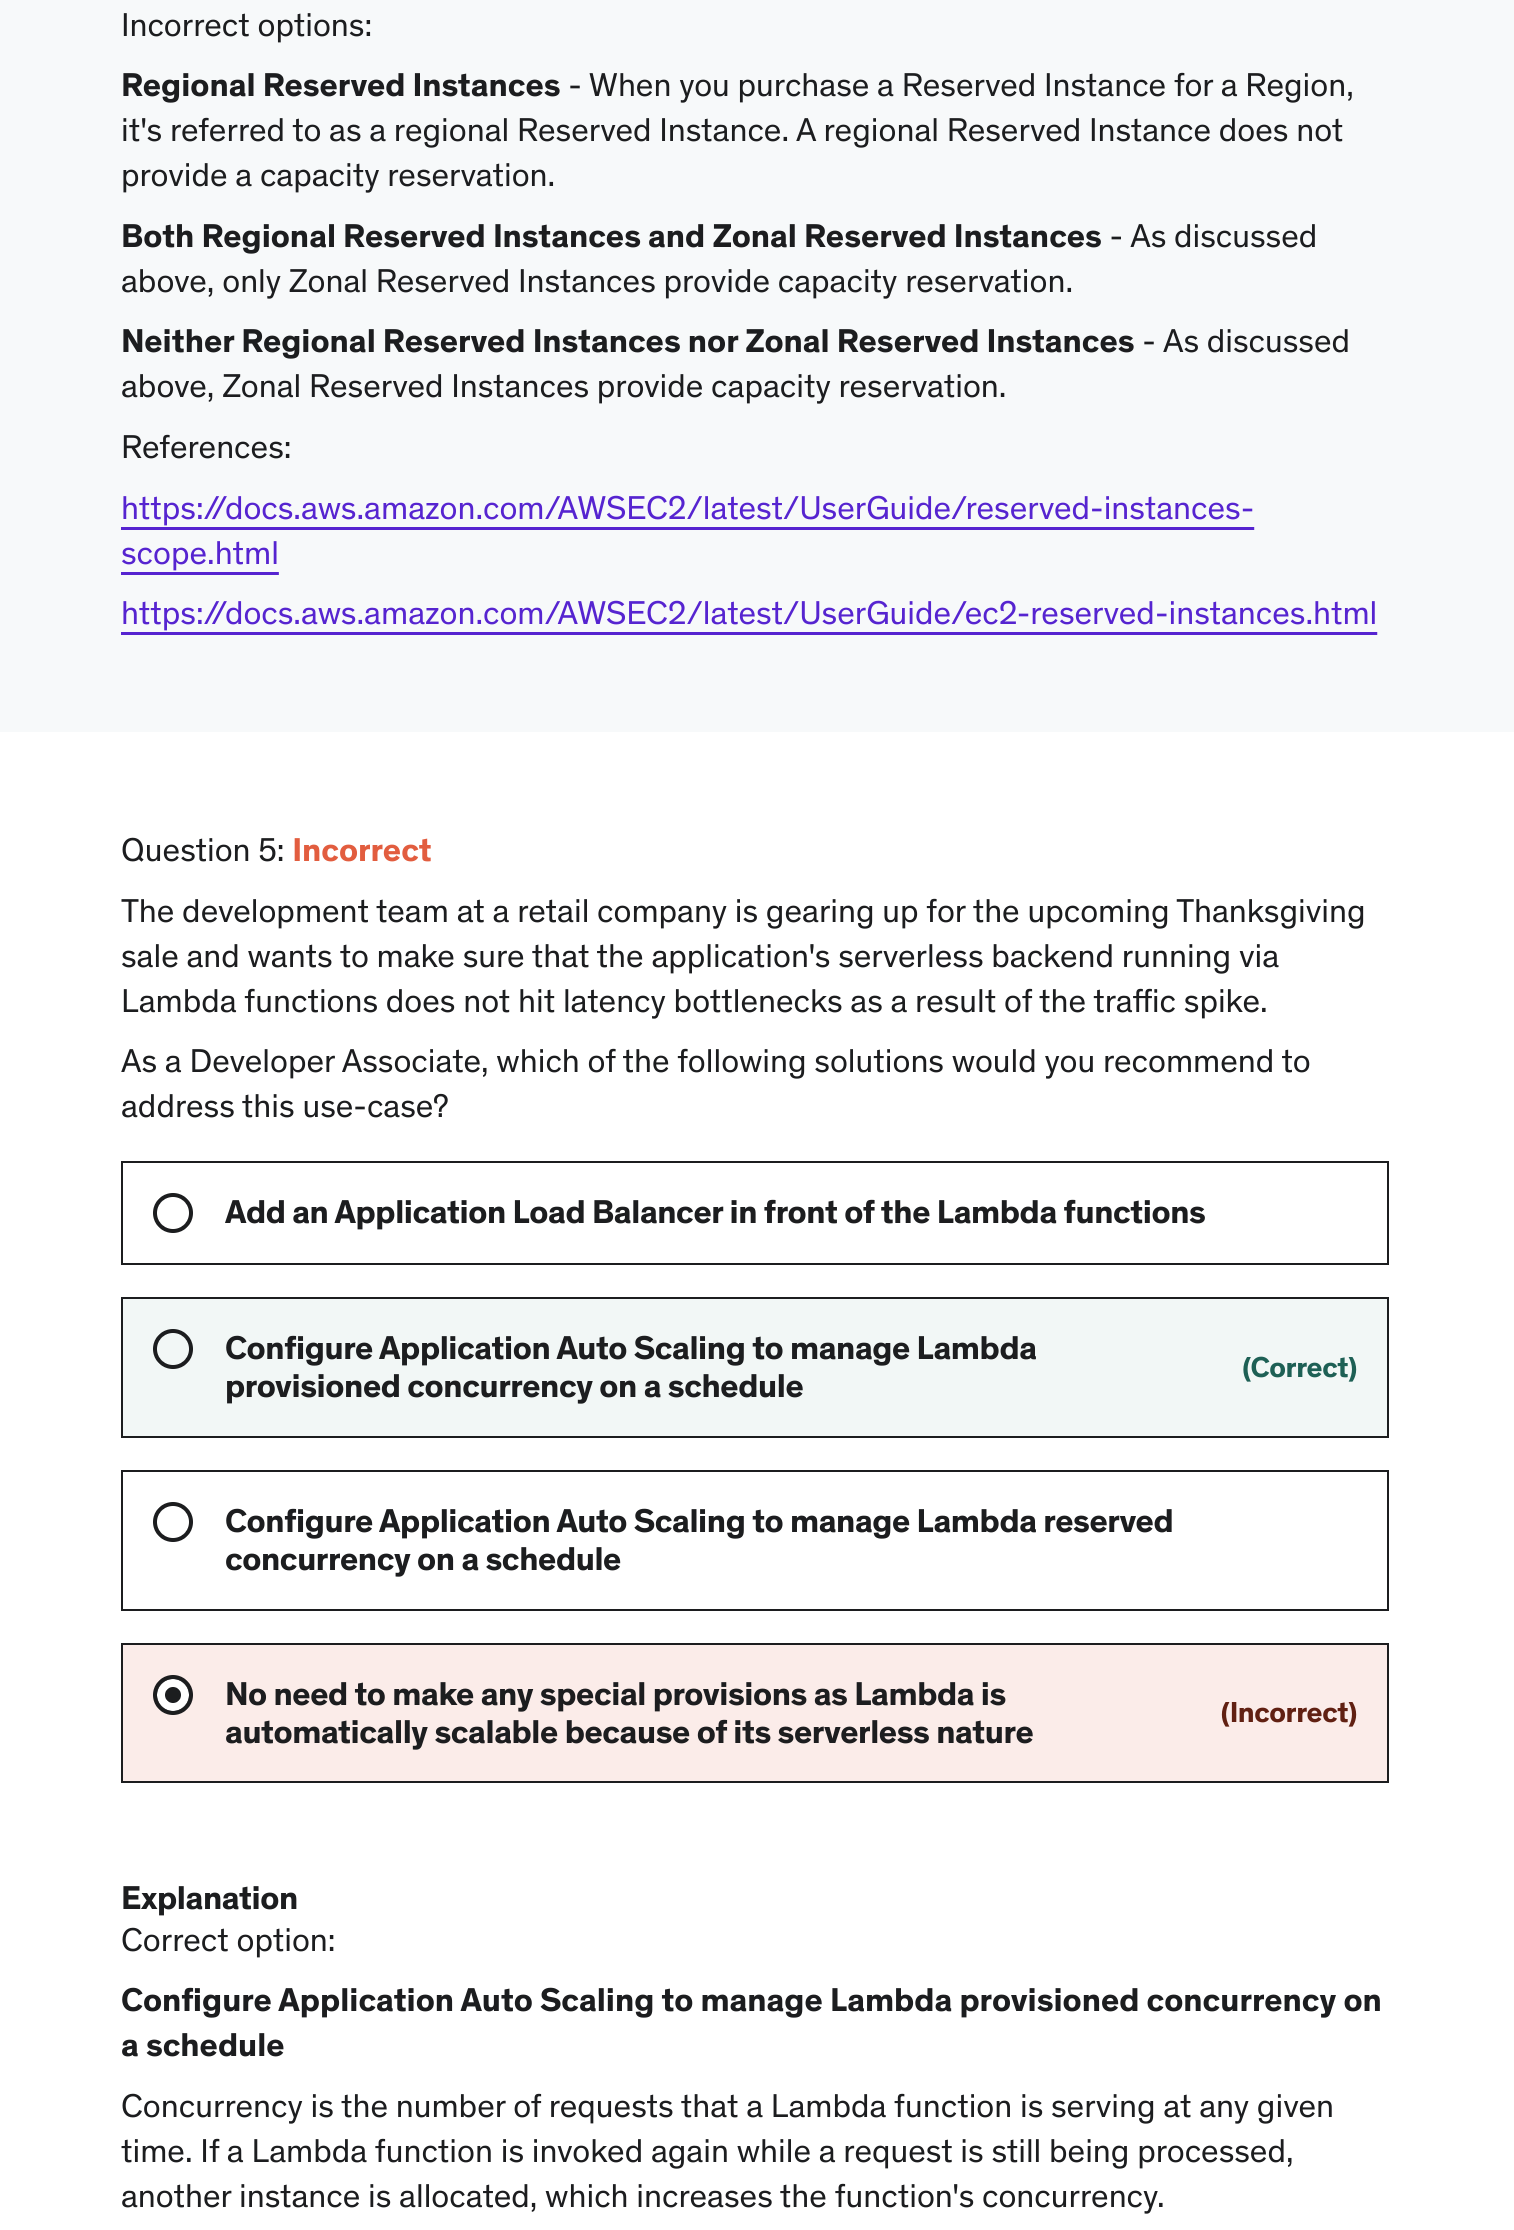 Incorrect options:
Regional Reserved Instances - When you purchase a Reserved Instance for a Region,
it's referred to as a regional Reserved Instance. A regional Reserved Instance does not
provide a capacity reservation.
Both Regional Reserved Instances and Zonal Reserved Instances - As discussed
above, only Zonal Reserved Instances provide capacity reservation.
Neither Regional Reserved Instances nor Zonal Reserved Instances - As discussed
above, Zonal Reserved Instances provide capacity reservation.
References:
https://docs.aws.amazon.com/AWSEC2/latest/UserGuide/reserved-instances-
scope.html
https://docs.aws.amazon.com/AWSEC2/latest/UserGuide/ec2-reserved-instances.html
Question 5: Incorrect
The development team at a retail company is gearing up for the upcoming Thanksgiving
sale and wants to make sure that the application's serverless backend running via
Lambda functions does not hit latency bottlenecks as a result of the traffic spike.
As a Developer Associate, which of the following solutions would you recommend to
address this use-case?
Add an Application Load Balancer in front of the Lambda functions
Configure Application Auto Scaling to manage Lambda
provisioned concurrency on a schedule
(Correct)
Configure Application Auto Scaling to manage Lambda reserved
concurrency on a schedule
No need to make any special provisions as Lambda is
automatically scalable because of its serverless nature
(Incorrect)
Explanation
Correct option:
Configure Application Auto Scaling to manage Lambda provisioned concurrency on
a schedule
Concurrency is the number of requests that a Lambda function is serving at any given
time. If a Lambda function is invoked again while a request is still being processed,
another instance is allocated, which increases the function's concurrency.